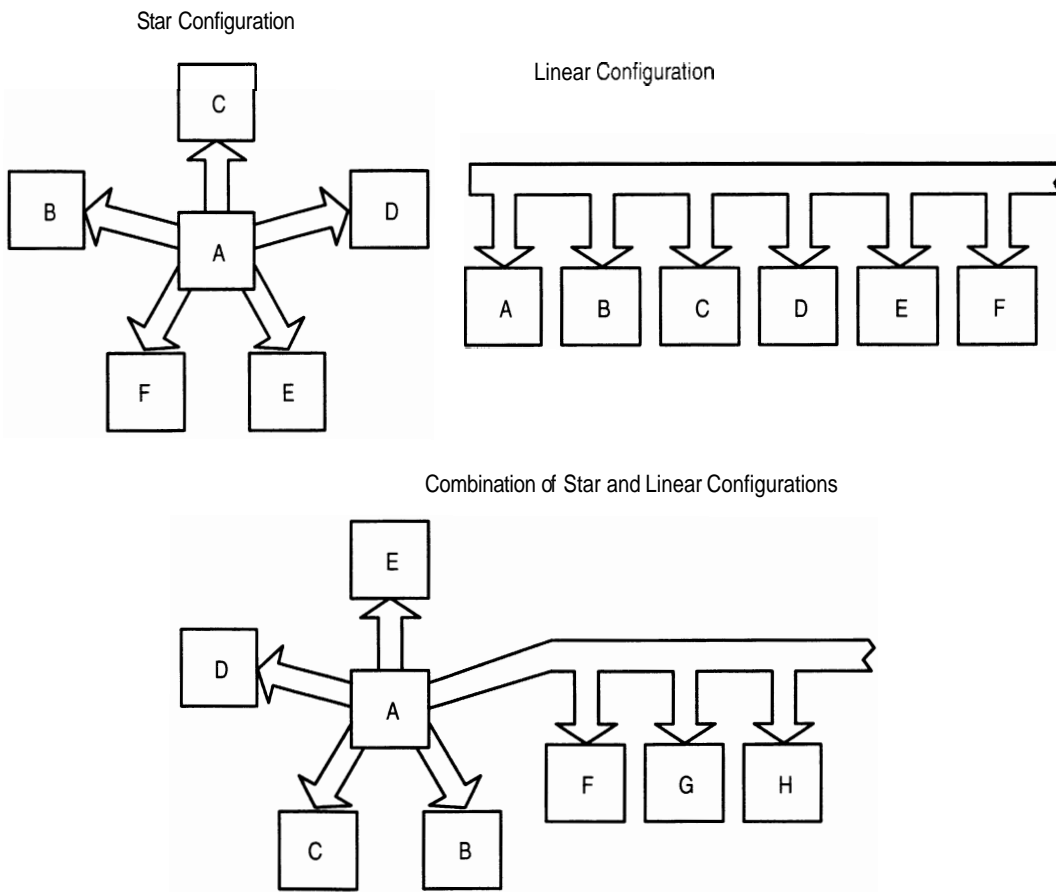 Star Configuration
Linear Configuration
C
B
D
A
F
E
A
B
C
D
E
F
Combination of Star and Linear Configurations
E
D
A
F
G
H
C
B